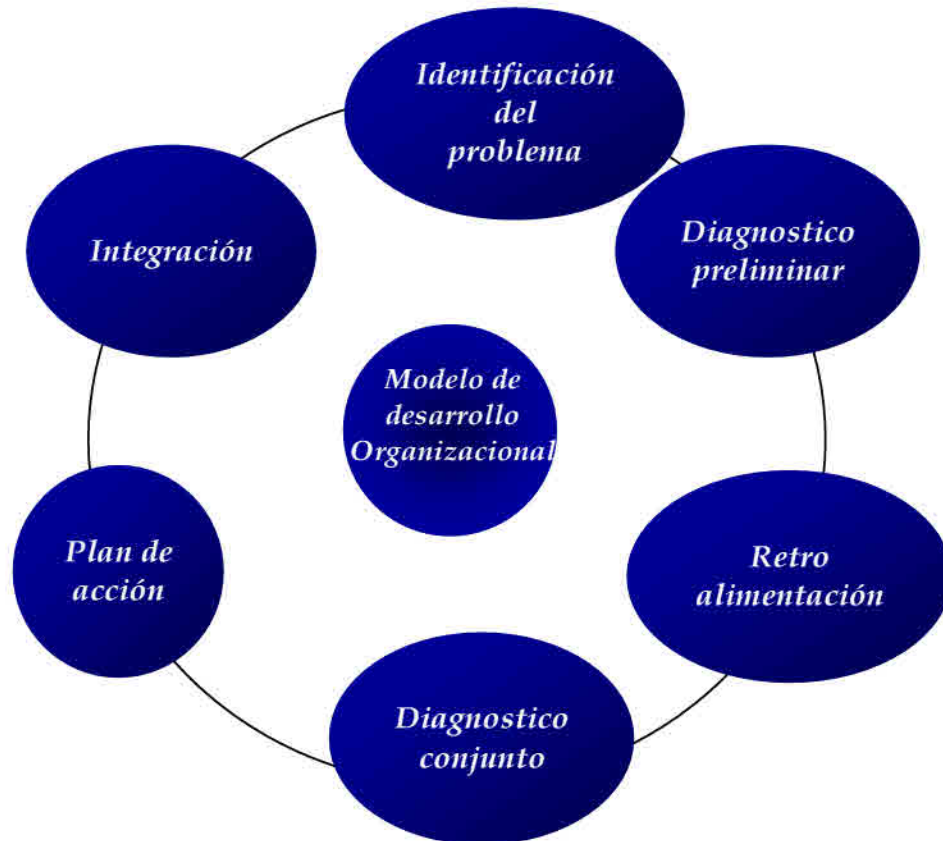 Identificación
del
problema
Diagnostico
preliminar
Retro
alimentación
Diagnostico
conjunto
Plan de
acción
Integración
Modelo de
desarrollo
Organizacional